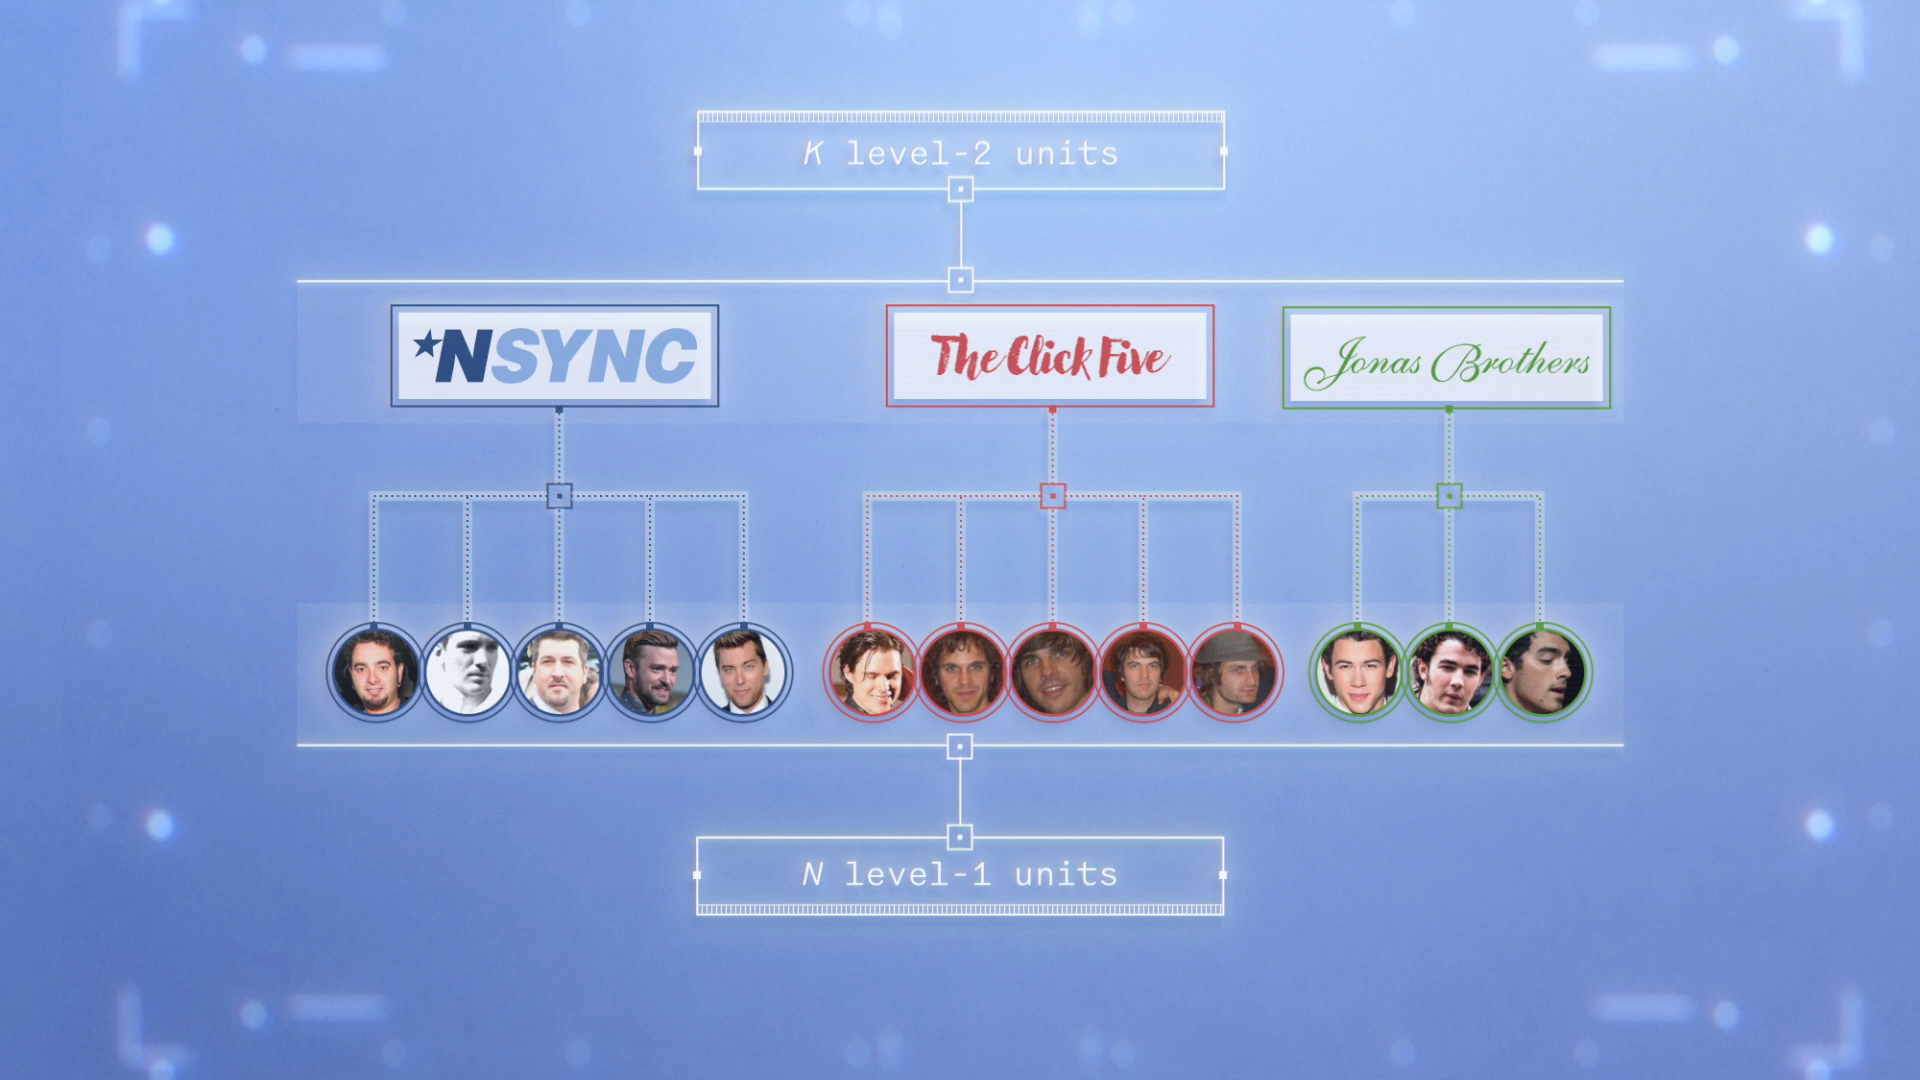 K level-2 units
*NSYNC
The Click Five
Jonas Brothers
N level-1 units